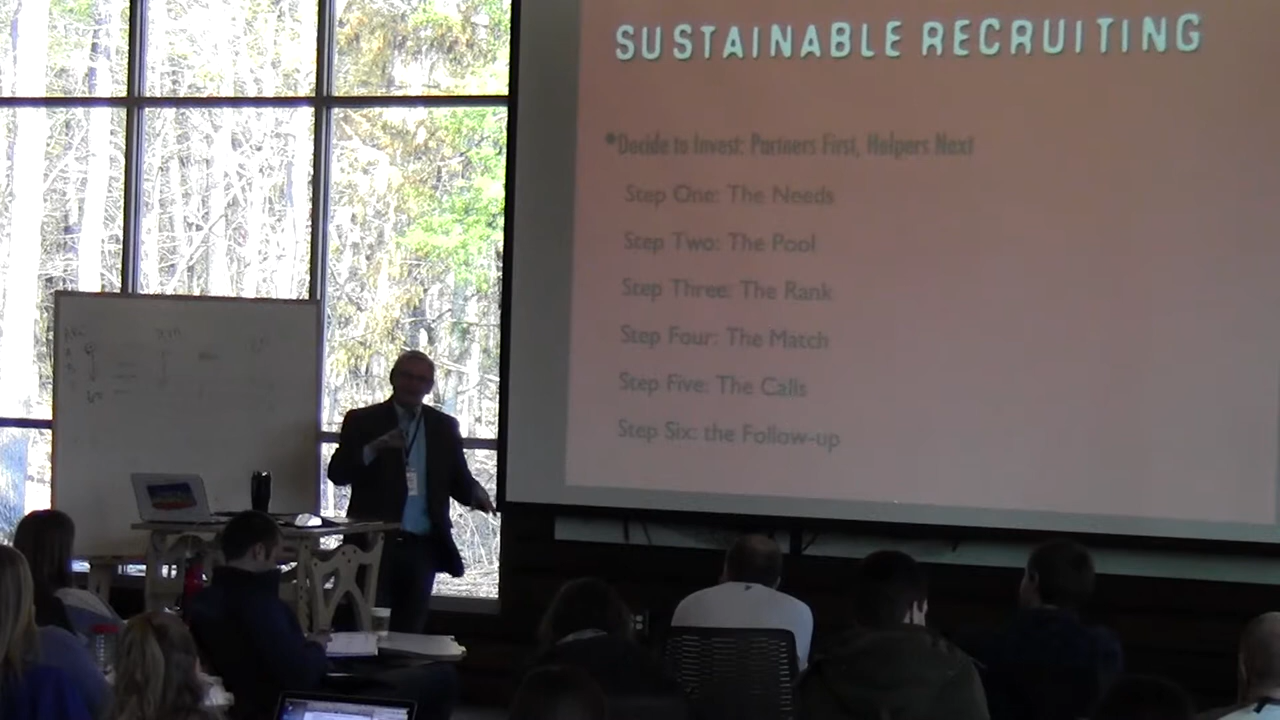 SUSTAINABLE RECRUITING
*Decide to Invest: Partners First, Helpers Next
Step One: The Needs
Step Two: The Pool
Step Three: The Rank
Step Four: The Match
Step Five: The Calls
Step Six: the Follow-up